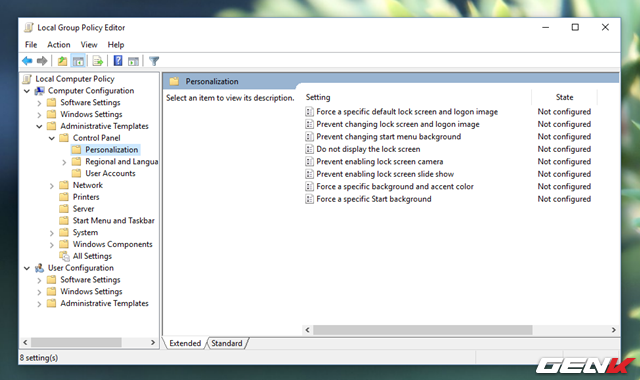 Local Group Policy Editor
File Action View Help
Local Computer Policy
Computer Configuration
Software Settings
Windows Settings
Administrative Templates
Control Panel
Personalization
Regional and Langua
User Accounts
Network
Printers
Server
Start Menu and Taskbar
System
Windows Components
All Settings
User Configuration
Software Settings
Windows Settings
Administrative Templates
Personalization
Select an item to view its description.
Setting State
Force a specific default lock screen and logon image Not configured
Prevent changing lock screen and logon image Not configured
Prevent changing start menu background Not configured
Do not display the lock screen Not configured
Prevent enabling lock screen camera Not configured
Prevent enabling lock screen slide show Not configured
Force a specific background and accent color Not configured
Force a specific Start background Not configured
Extended Standard
8 setting(s)
GENK